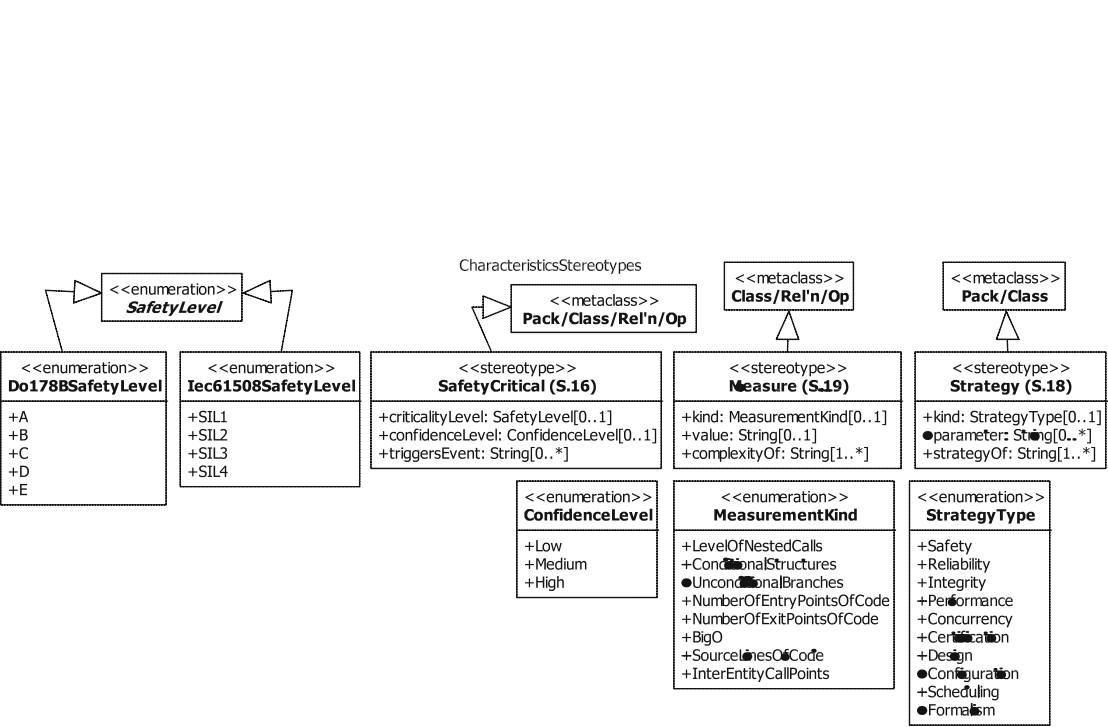 CharacteristicsStereotypes
<<enumeration>>
SafetyLevel
<<metaclass>>
Pack/Class/Rel'n/Op
<<metaclass>>
Class/Rel'n/Op
<<metaclass>>
Pack/Class
<<enumeration>>
Do178BSafetyLevel
+A
+B
+C
+D
+E
<<enumeration>>
Iec61508SafetyLevel
+SIL1
+SIL2
+SIL3
+SIL4
<<stereotype>>
SafetyCritical (S.16)
+criticalityLevel: SafetyLevel[0..1]
+confidenceLevel: ConfidenceLevel[0..1]
+triggersEvent: String[0..*]
<<stereotype>>
Measure (S.19)
+kind: MeasurementKind[0..1]
+value: String[0..1]
+complexityOf: String[1..*]
<<stereotype>>
Strategy (S.18)
+kind: StrategyType[0..1]
+parameter: String[0..*]
+strategyOf: String[1..*]
<<enumeration>>
ConfidenceLevel
+Low
+Medium
+High
<<enumeration>>
MeasurementKind
+LevelOfNestedCalls
+ConditionalStructures
+UnconditionalBranches
+NumberOfEntryPointsOfCode
+NumberOfExitPointsOfCode
+BigO
+SourceLinesOfCode
+InterEntityCallPoints
<<enumeration>>
StrategyType
+Safety
+Reliability
+Integrity
+Performance
+Concurrency
+Certification
+Design
+Configuration
+Scheduling
+Formalism